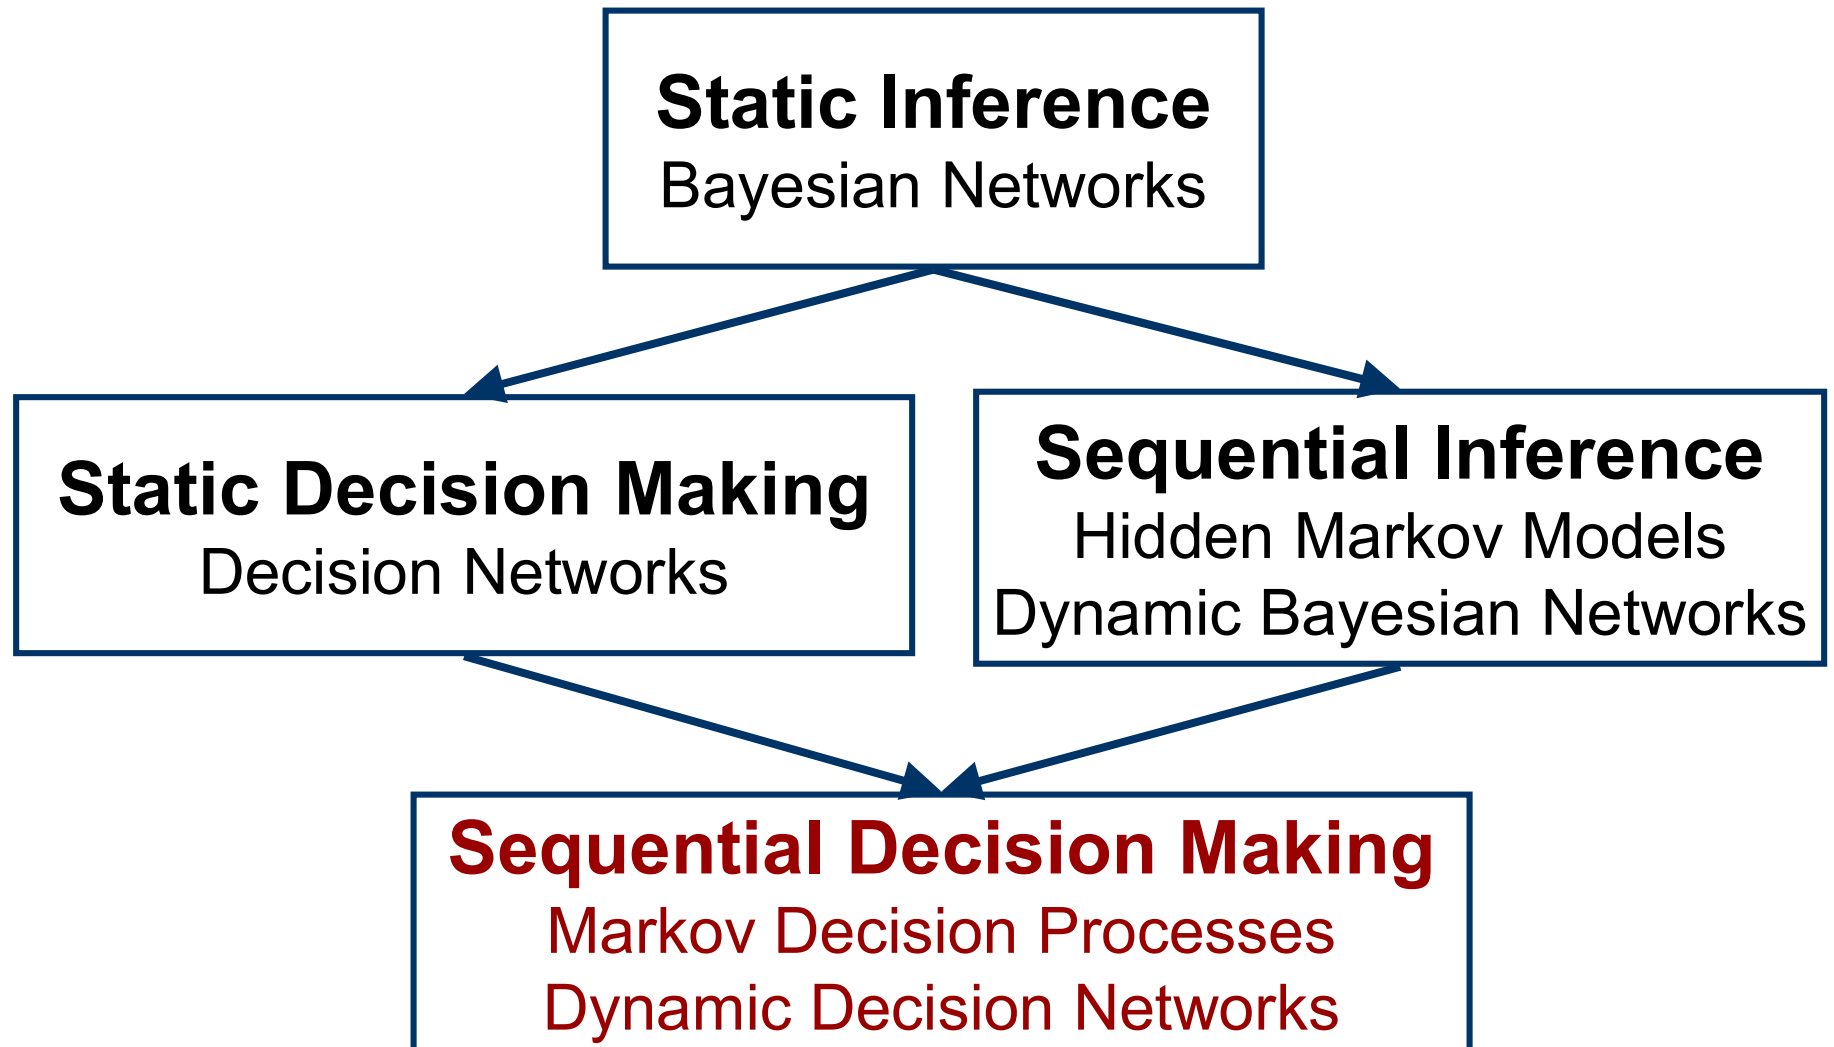 Static Inference
Bayesian Networks
Static Decision Making
Decision Networks
Sequential Inference
Hidden Markov Models
Dynamic Bayesian Networks
Sequential Decision Making
Markov Decision Processes
Dynamic Decision Networks